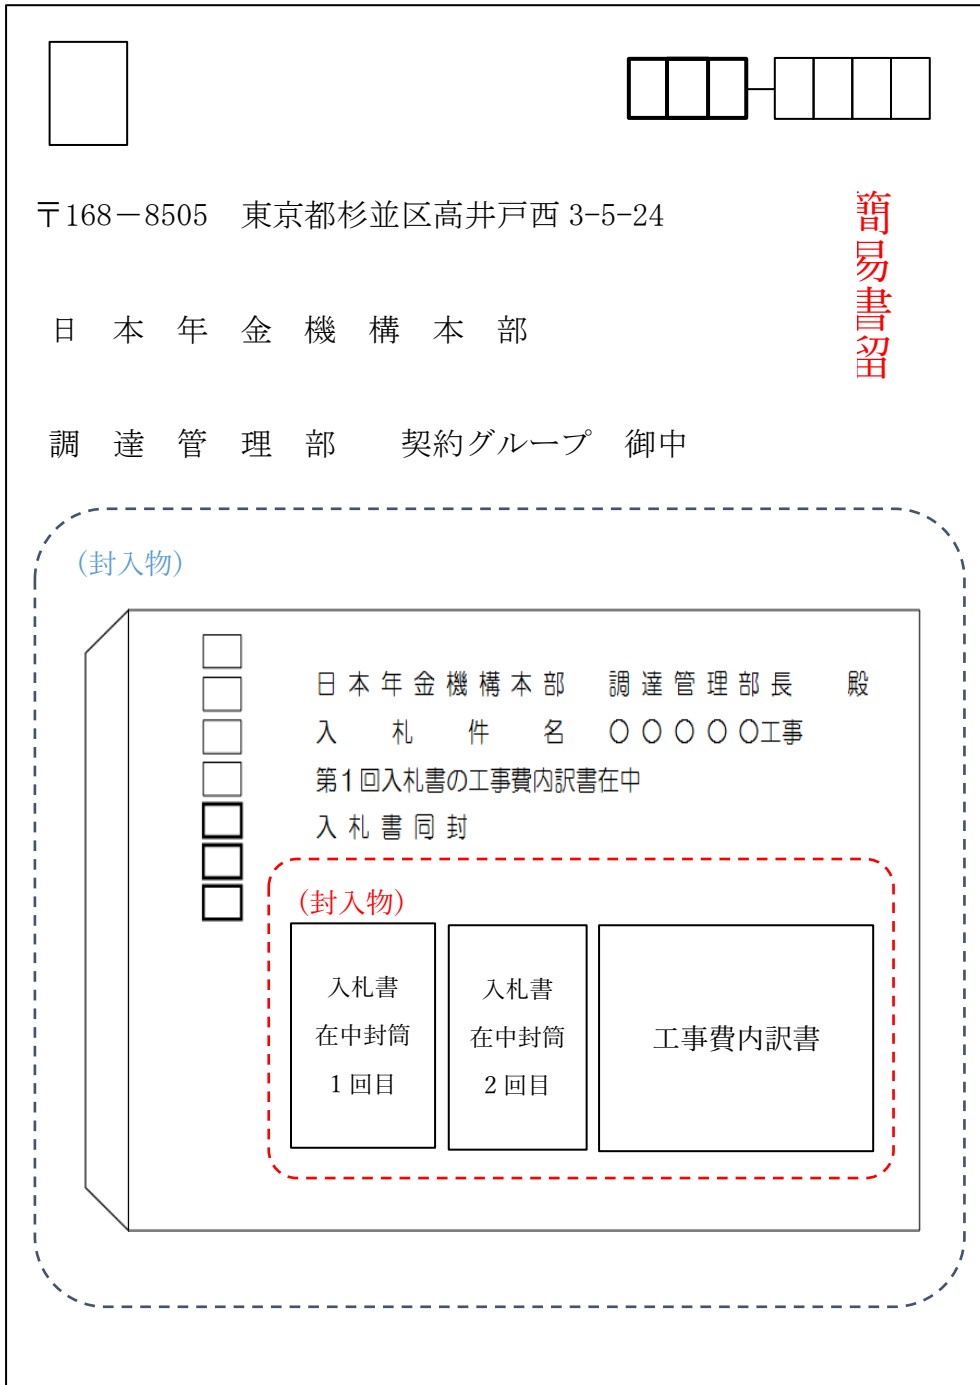 〒168－8505　東京都杉並区高井戸西 3-5-24
簡易書留
日　本　年　金　機　構　本　部
調　達　管　理　部　　契約グループ　御中
(封入物)
日本年金機構本部　調達管理部長　殿
入　札　件　名　〇〇〇〇〇工事
第1回入札書の工事費内訳書在中
入札書同封
(封入物)
入札書
在中封筒
1 回目
入札書
在中封筒
2 回目
工事費内訳書